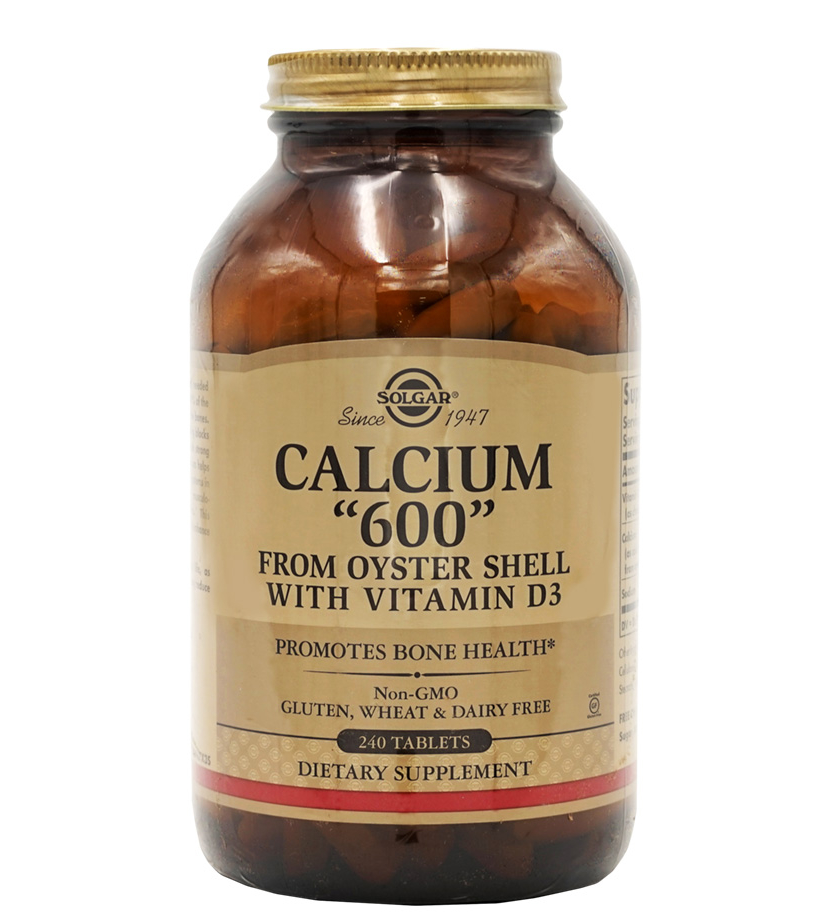 SOLGAR®
Since 1947
CALCIUM
“600”
FROM OYSTER SHELL
WITH VITAMIN D3
PROMOTES BONE HEALTH*
Non-GMO
GLUTEN, WHEAT & DAIRY FREE
240 TABLETS
DIETARY SUPPLEMENT